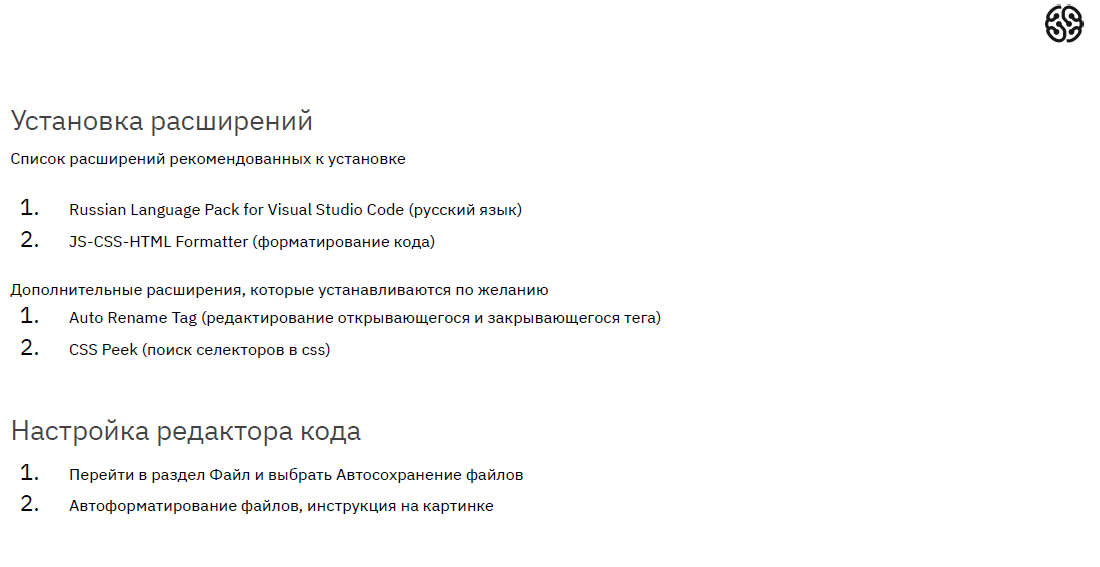 Установка расширений
Список расширений рекомендованных к установке
1. Russian Language Pack for Visual Studio Code (русский язык)
2. JS-CSS-HTML Formatter (форматирование кода)
Дополнительные расширения, которые устанавливаются по желанию
1. Auto Rename Tag (редактирование открывающегося и закрывающегося тега)
2. CSS Peek (поиск селекторов в css)
Настройка редактора кода
1. Перейти в раздел Файл и выбрать Автосохранение файлов
2. Автоформатирование файлов, инструкция на картинке